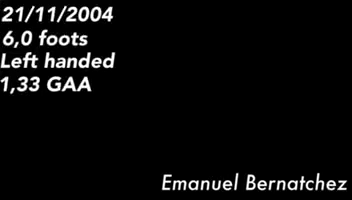 21/11/2004
6,0 foots
Left handed
1,33 GAA
Emanuel Bernatchez